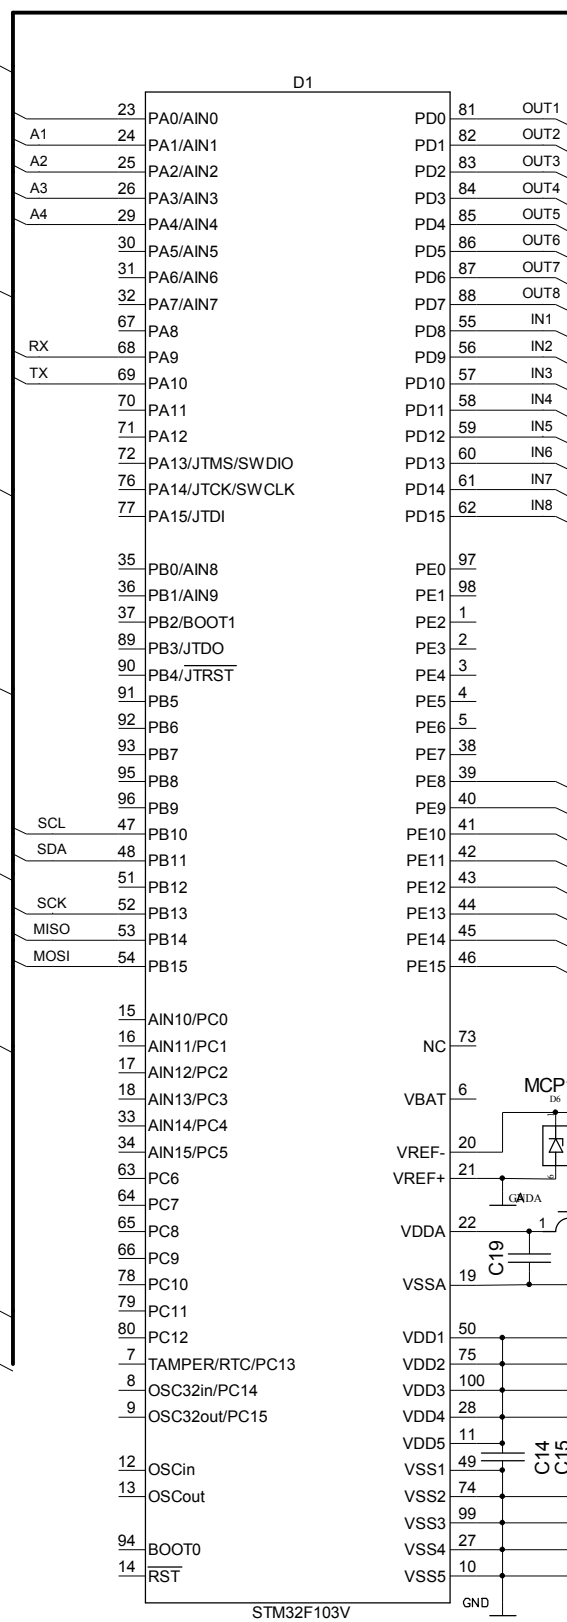 D1
23 PA0/AIN0 PD0 81 OUT1
A1 24 PA1/AIN1 PD1 82 OUT2
A2 25 PA2/AIN2 PD2 83 OUT3
A3 26 PA3/AIN3 PD3 84 OUT4
A4 29 PA4/AIN4 PD4 85 OUT5
30 PA5/AIN5 PD5 86 OUT6
31 PA6/AIN6 PD6 87 OUT7
32 PA7/AIN7 PD7 88 OUT8
67 PA8 PD8 55 IN1
RX 68 PA9 PD9 56 IN2
TX 69 PA10 PD10 57 IN3
70 PA11 PD11 58 IN4
71 PA12 PD12 59 IN5
72 PA13/JTMS/SWDIO PD13 60 IN6
76 PA14/JTCK/SWCLK PD14 61 IN7
77 PA15/JTDI PD15 62 IN8
35 PB0/AIN8 PE0 97
36 PB1/AIN9 PE1 98
37 PB2/BOOT1 PE2 1
89 PB3/JTDO PE3 2
90 PB4/JTRST PE4 3
91 PB5 PE5 4
92 PB6 PE6 5
93 PB7 PE7 38
95 PB8 PE8 39
96 PB9 PE9 40
SCL 47 PB10 PE10 41
SDA 48 PB11 PE11 42
51 PB12 PE12 43
SCK 52 PB13 PE13 44
MISO 53 PB14 PE14 45
MOSI 54 PB15 PE15 46
15 AIN10/PC0
16 AIN11/PC1 NC 73
17 AIN12/PC2
18 AIN13/PC3 VBAT 6
MCP
D6
33 AIN14/PC4
34 AIN15/PC5 VREF- 20
63 PC6 VREF+ 21
64 PC7
65 PC8 VDDA 22 1
66 PC9
C19
78 PC10 VSSA 19
79 PC11
80 PC12 VDD1 50
7 TAMPER/RTC/PC13 VDD2 75
8 OSC32in/PC14 VDD3 100
9 OSC32out/PC15 VDD4 28
VDD5 11
12 OSCin VSS1 49
C14
C15
13 OSCout VSS2 74
VSS3 99
94 BOOT0 VSS4 27
14 RST VSS5 10
GND
STM32F103V